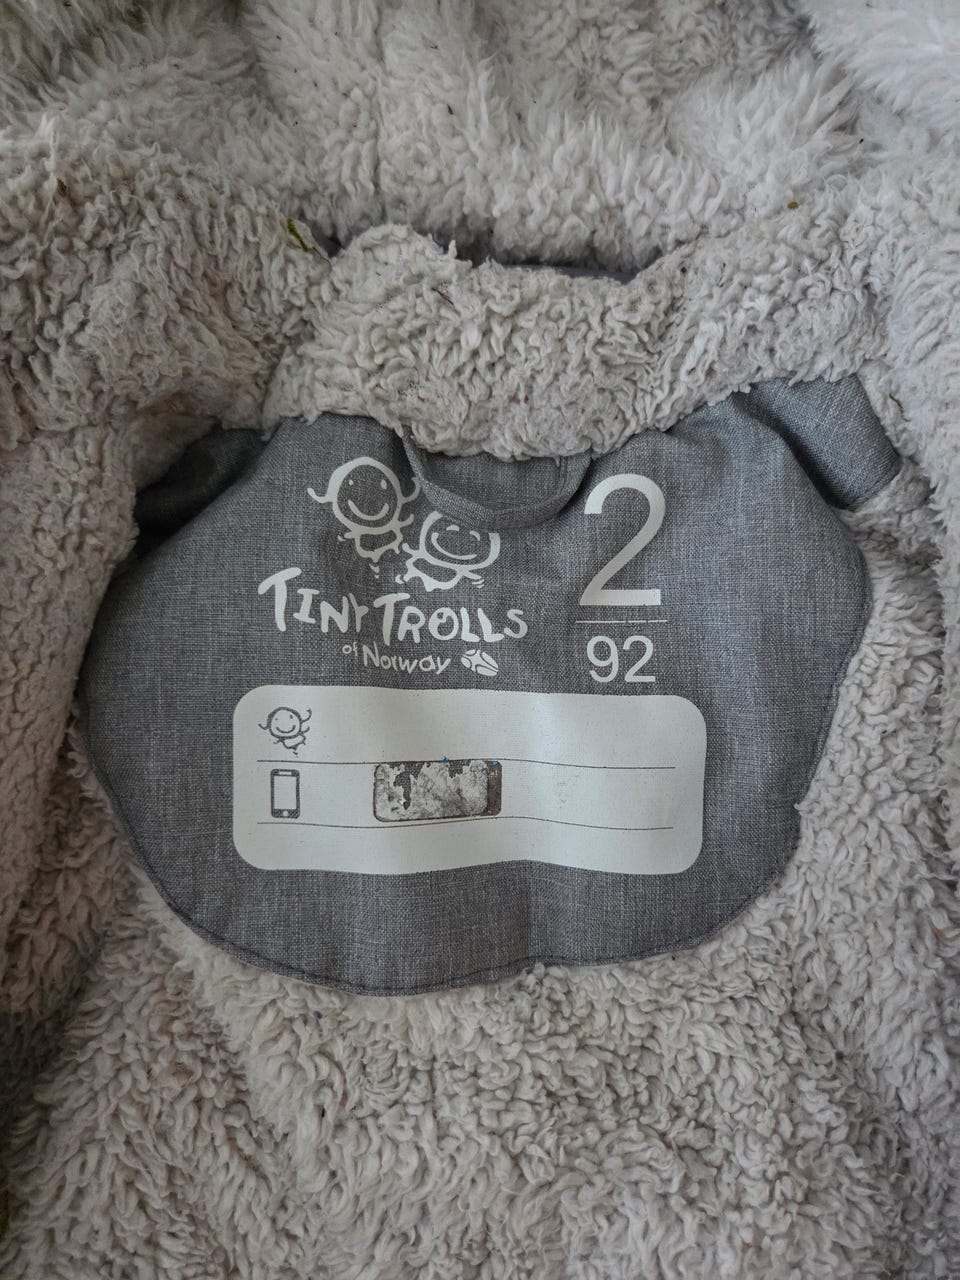 TINY TROLLS
of Norway
2
92